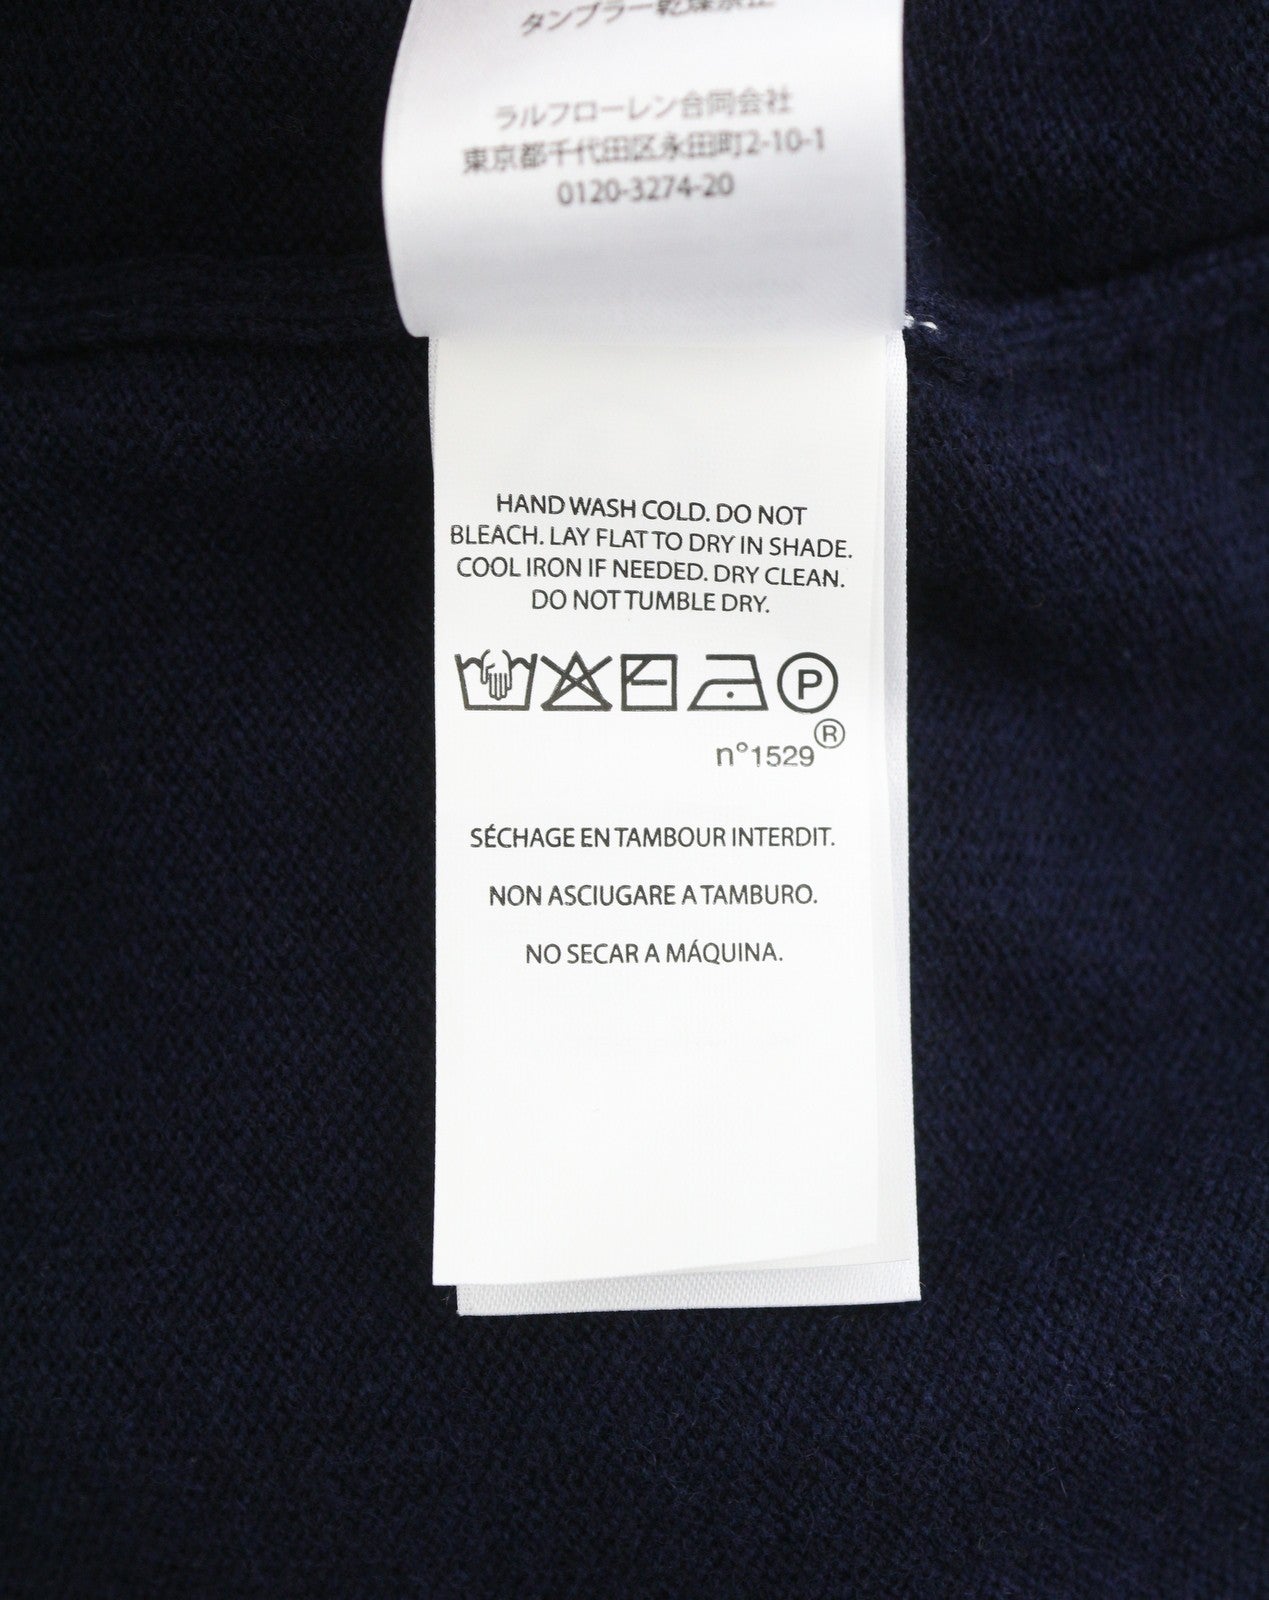 タンブラー乾燥禁止
ラルフローレン合同会社
東京都千代田区永田町2-10-1
0120-3274-20
HAND WASH COLD. DO NOT
BLEACH. LAY FLAT TO DRY IN SHADE.
COOL IRON IF NEEDED. DRY CLEAN.
DO NOT TUMBLE DRY.
P
n°1529®
SÉCHAGE EN TAMBOUR INTERDIT.
NON ASCIUGARE A TAMBURO.
NO SECAR A MÁQUINA.